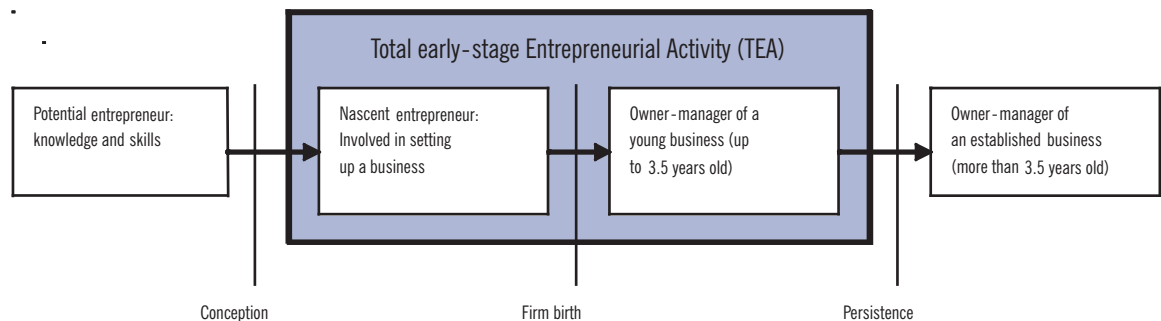 Total early-stage Entrepreneurial Activity (TEA)
Potential entrepreneur:
knowledge and skills
Nascent entrepreneur:
Involved in setting
up a business
Owner-manager of a
young business (up
to 3.5 years old)
Owner-manager of
an established business
(more than 3.5 years old)
Conception
Firm birth
Persistence